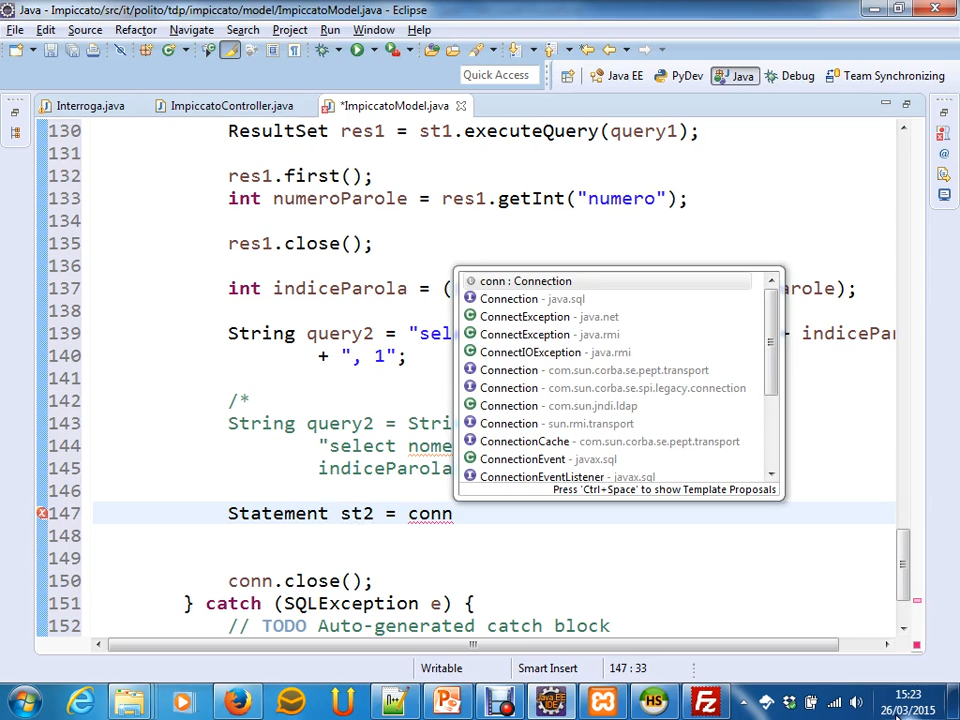 Java - Impiccato/src/it/polito/tdp/impiccato/model/ImpiccatoModel.java - Eclipse
File Edit Source Refactor Navigate Search Project Run Window Help
Quick Access Java EE PyDev Java Debug Team Synchronizing
Interroga.java ImpiccatoController.java *ImpiccatoModel.java
130 ResultSet res1 = st1.executeQuery(query1);
131
132 res1.first();
133 int numeroParole = res1.getInt("numero");
134
135 res1.close();
136
137 int indiceParola = ( arole);
138
139 String query2 = "sel indicePar
140 + ", 1";
141
142 /*
143 String query2 = Stri
144 "select nome
145 indiceParola
146
147 Statement st2 = conn
148
149
150 conn.close();
151 } catch (SQLException e) {
152 // TODO Auto-generated catch block
conn : Connection
Connection - java.sql
ConnectException - java.net
ConnectException - java.rmi
ConnectIOException - java.rmi
Connection - com.sun.corba.se.pept.transport
Connection - com.sun.corba.se.spi.legacy.connection
Connection - com.sun.jndi.ldap
Connection - sun.rmi.transport
ConnectionCache - com.sun.corba.se.pept.transport
ConnectionEvent - javax.sql
ConnectionEventListener - javax.sql
Press 'Ctrl+Space' to show Template Proposals
Writable Smart Insert 147 : 33
15:23
26/03/2015